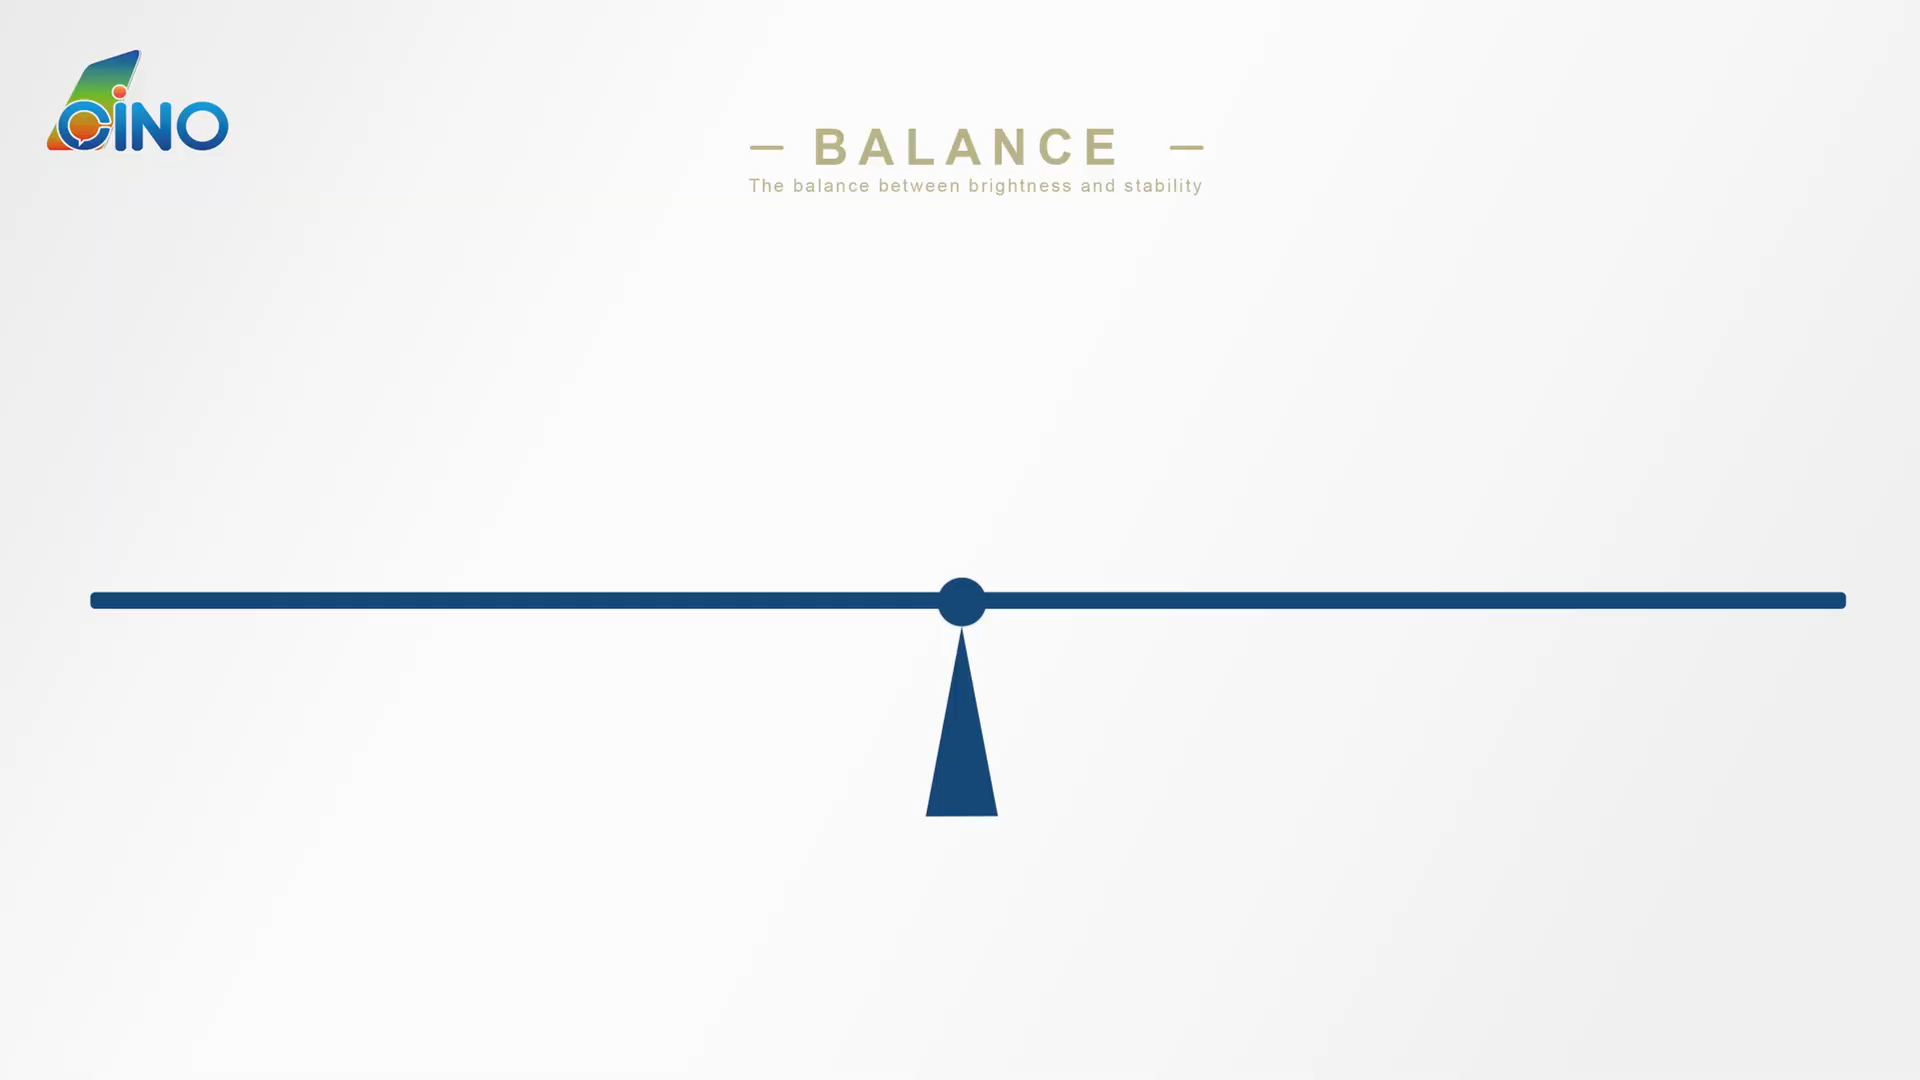 CINO
— BALANCE —
The balance between brightness and stability